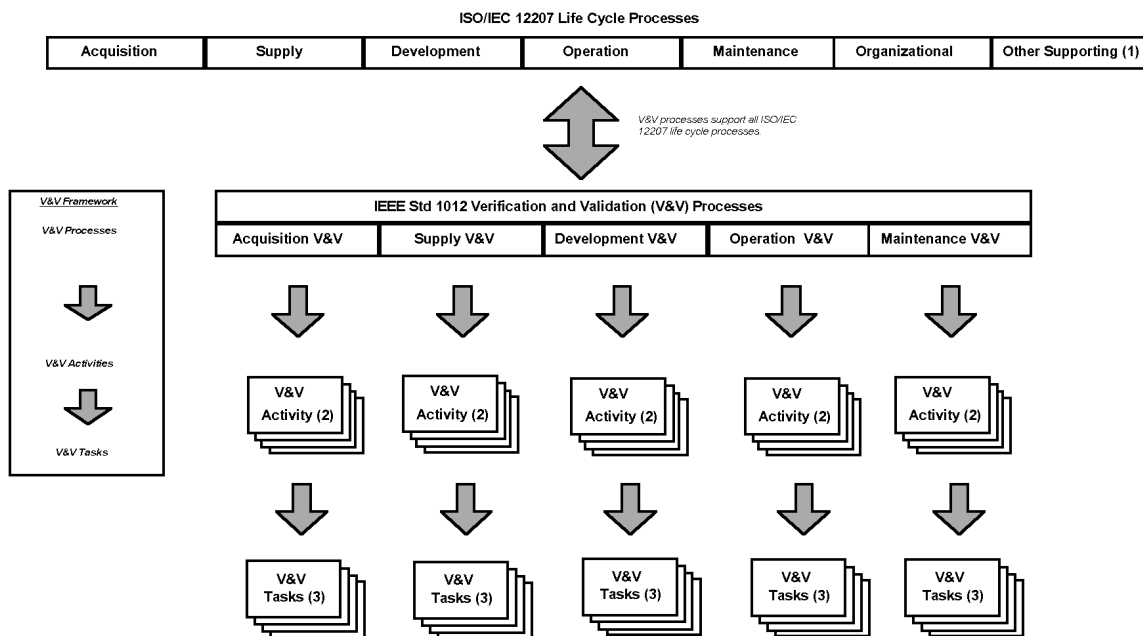 ISO/IEC 12207 Life Cycle Processes
Acquisition
Supply
Development
Operation
Maintenance
Organizational
Other Supporting (1)
V&V processes support all ISO/IEC
12207 life cycle processes.
V&V Framework
V&V Processes
V&V Activities
V&V Tasks
IEEE Std 1012 Verification and Validation (V&V) Processes
Acquisition V&V
Supply V&V
Development V&V
Operation V&V
Maintenance V&V
V&V
Activity (2)
V&V
Activity (2)
V&V
Activity (2)
V&V
Activity (2)
V&V
Activity (2)
V&V
Tasks (3)
V&V
Tasks (3)
V&V
Tasks (3)
V&V
Tasks (3)
V&V
Tasks (3)